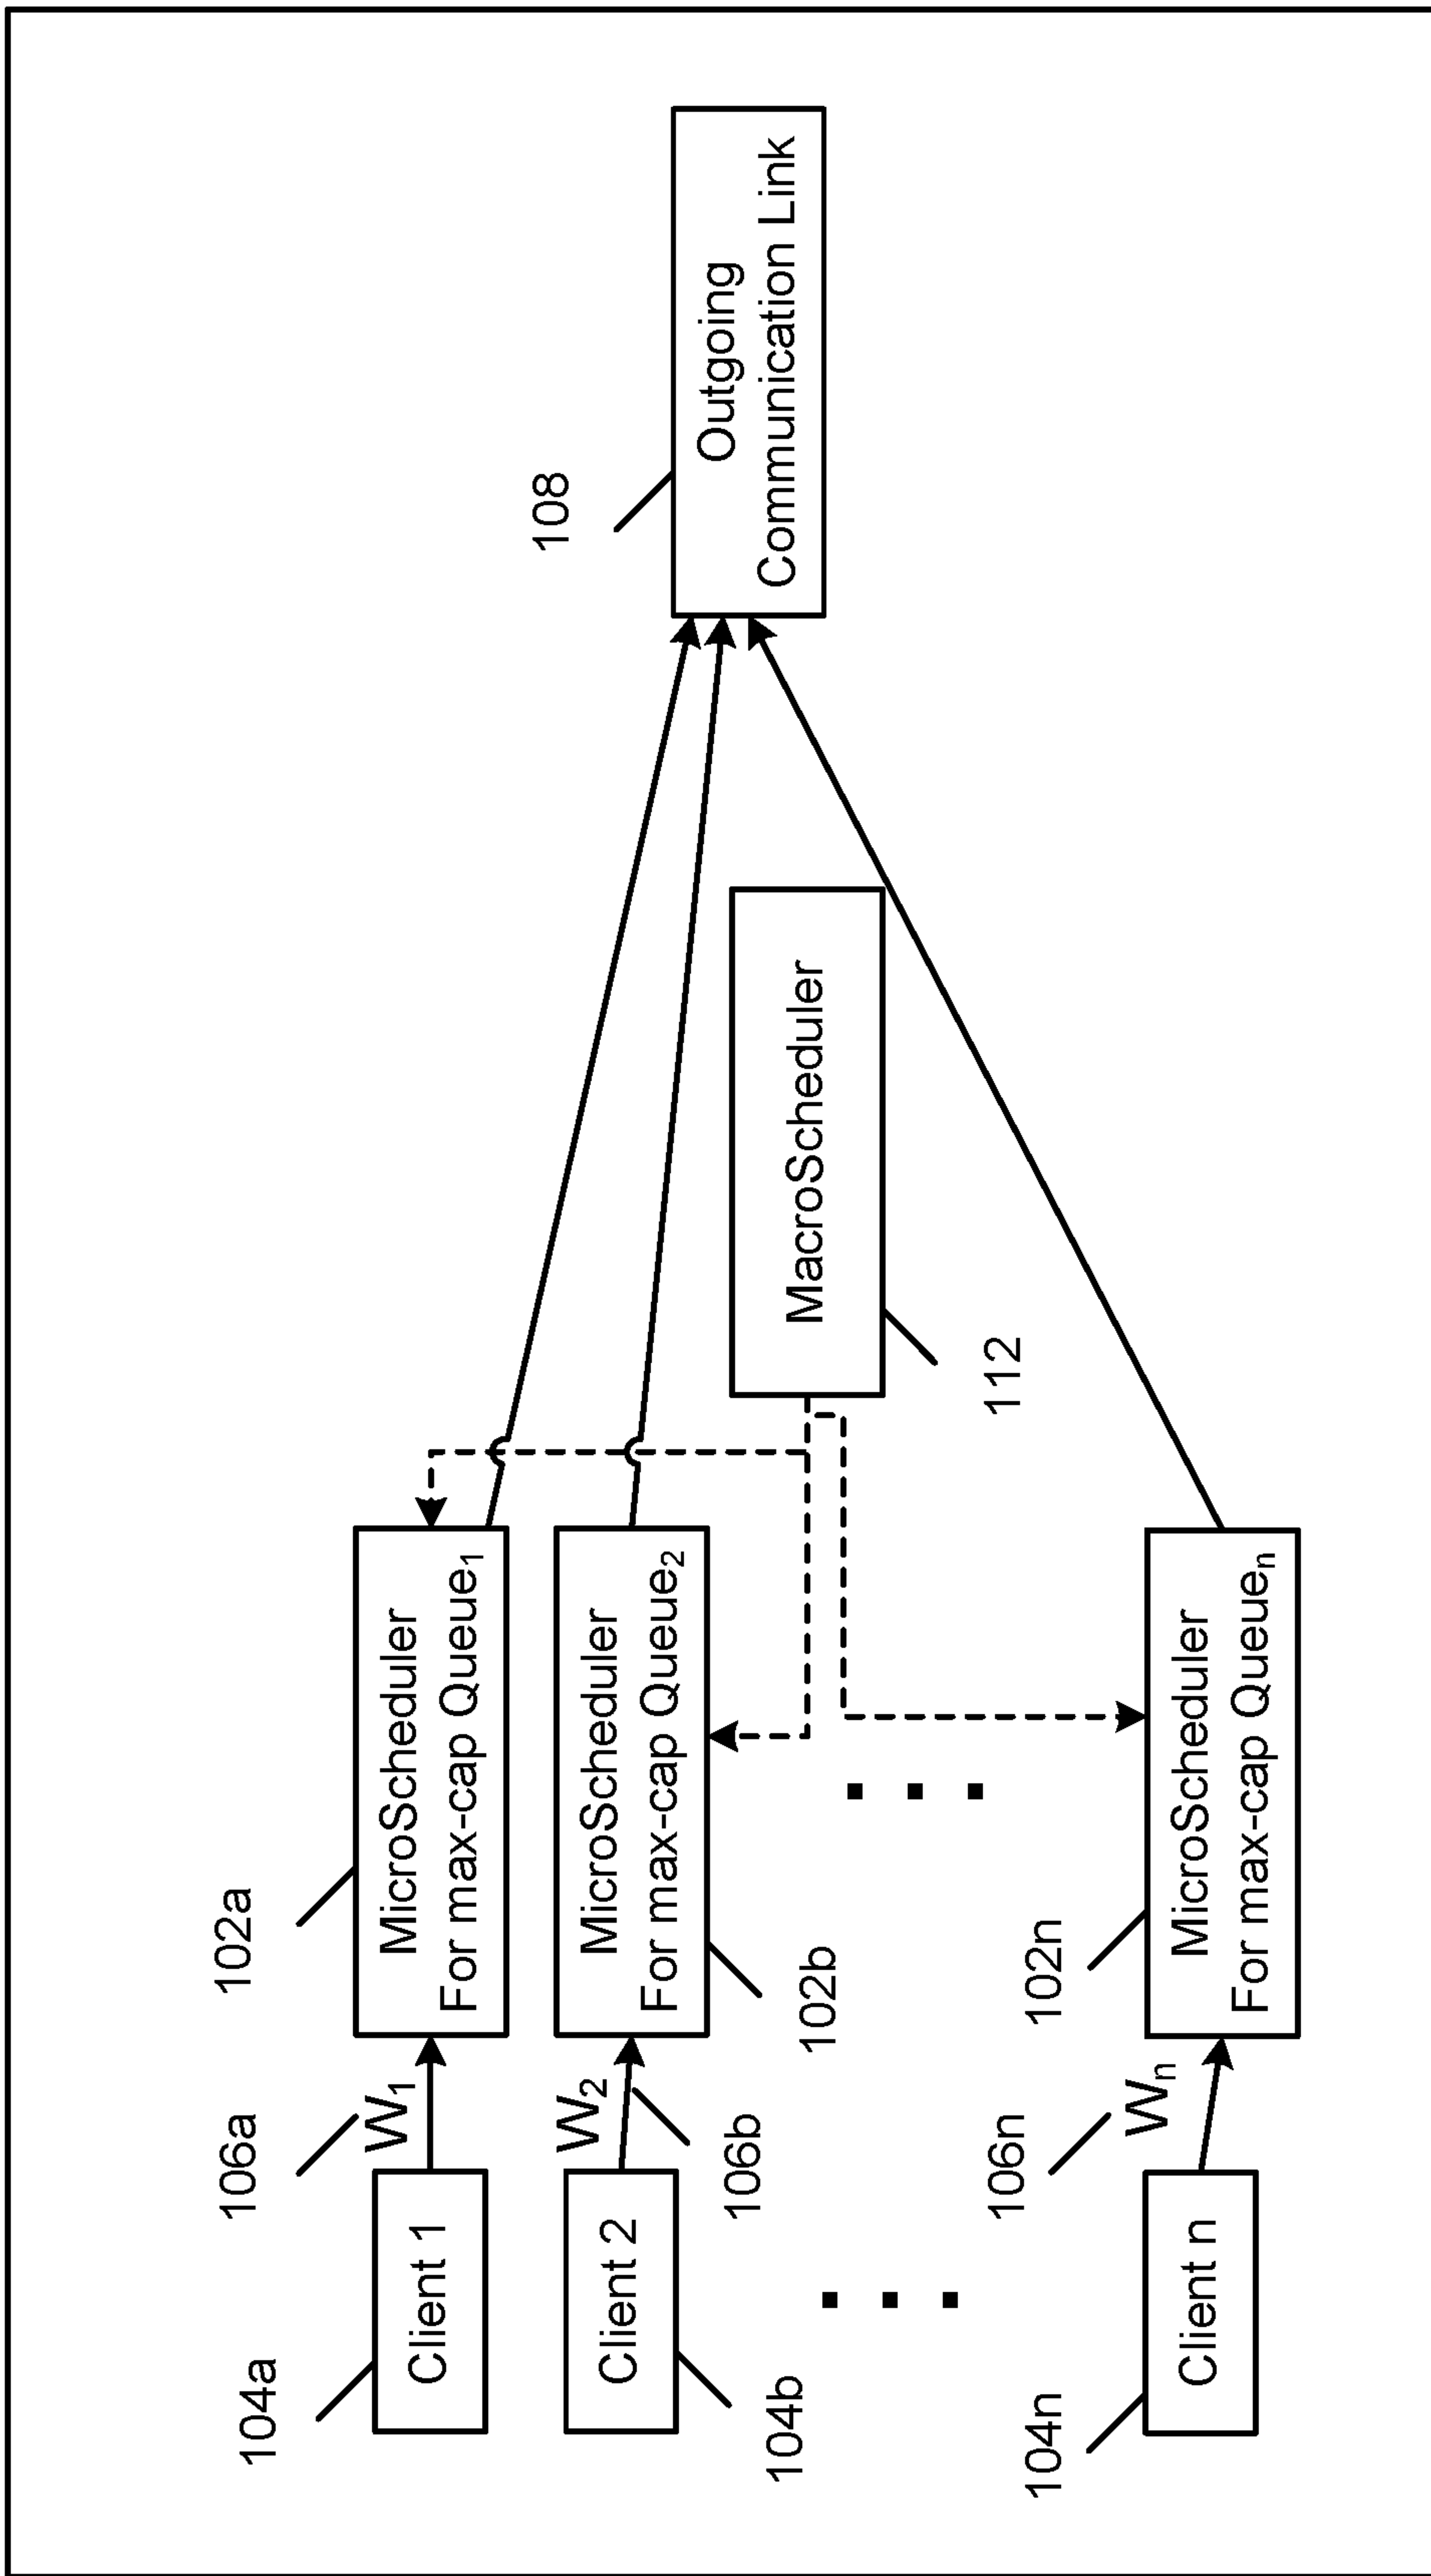 102a
106a
104a
Client 1
W1
MicroScheduler
For max-cap Queue1
108
Outgoing
Communication Link
Client 2
W2
MicroScheduler
For max-cap Queue2
104b
106b
102b
MacroScheduler
112
104n
106n
102n
Client n
Wn
MicroScheduler
For max-cap Queuen